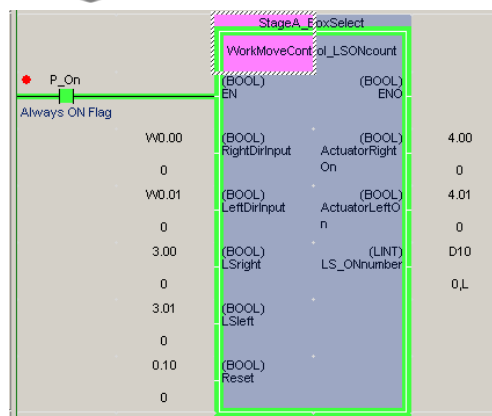 StageA_BoxSelect
WorkMoveControl_LSONcount
P_On
(BOOL) (BOOL)
EN ENO
Always ON Flag
W0.00 (BOOL) (BOOL) 4.00
RightDirInput ActuatorRight
On
0 0
W0.01 (BOOL) (BOOL) 4.01
LeftDirInput ActuatorLeftO
n
0 0
3.00 (BOOL) (LINT) D10
LSright LS_ONnumber
0 0,L
3.01 (BOOL)
LSleft
0
0.10 (BOOL)
Reset
0